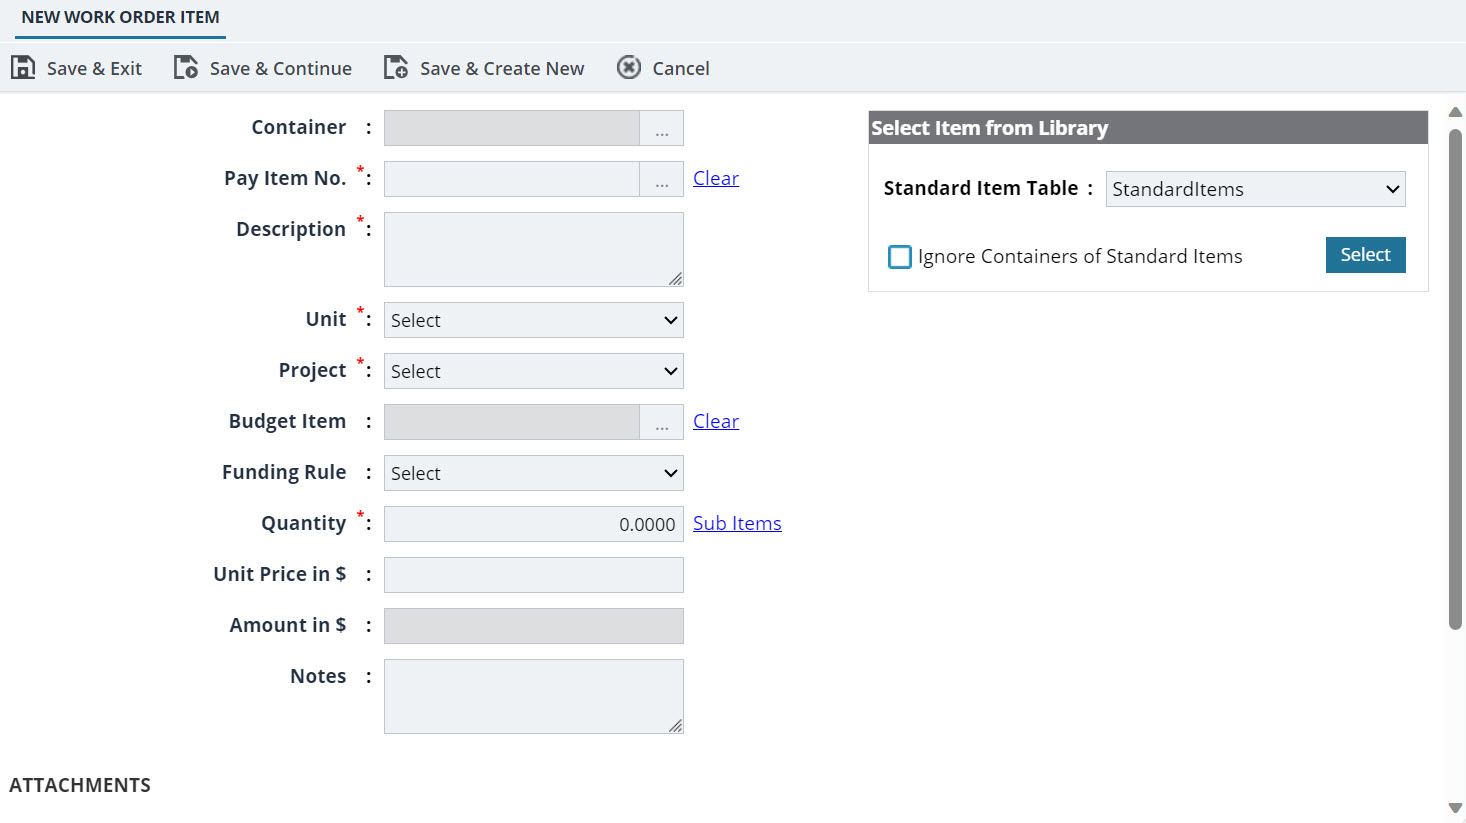 NEW WORK ORDER ITEM
Save & Exit
Save & Continue
Save & Create New
Cancel
Container :
...
Pay Item No. * :
...
Clear
Description * :
Unit * :
Select
Project * :
Select
Budget Item :
...
Clear
Funding Rule :
Select
Quantity * :
0.0000
Sub Items
Unit Price in $ :
Amount in $ :
Notes :
Select Item from Library
Standard Item Table :
StandardItems
Ignore Containers of Standard Items
Select
ATTACHMENTS